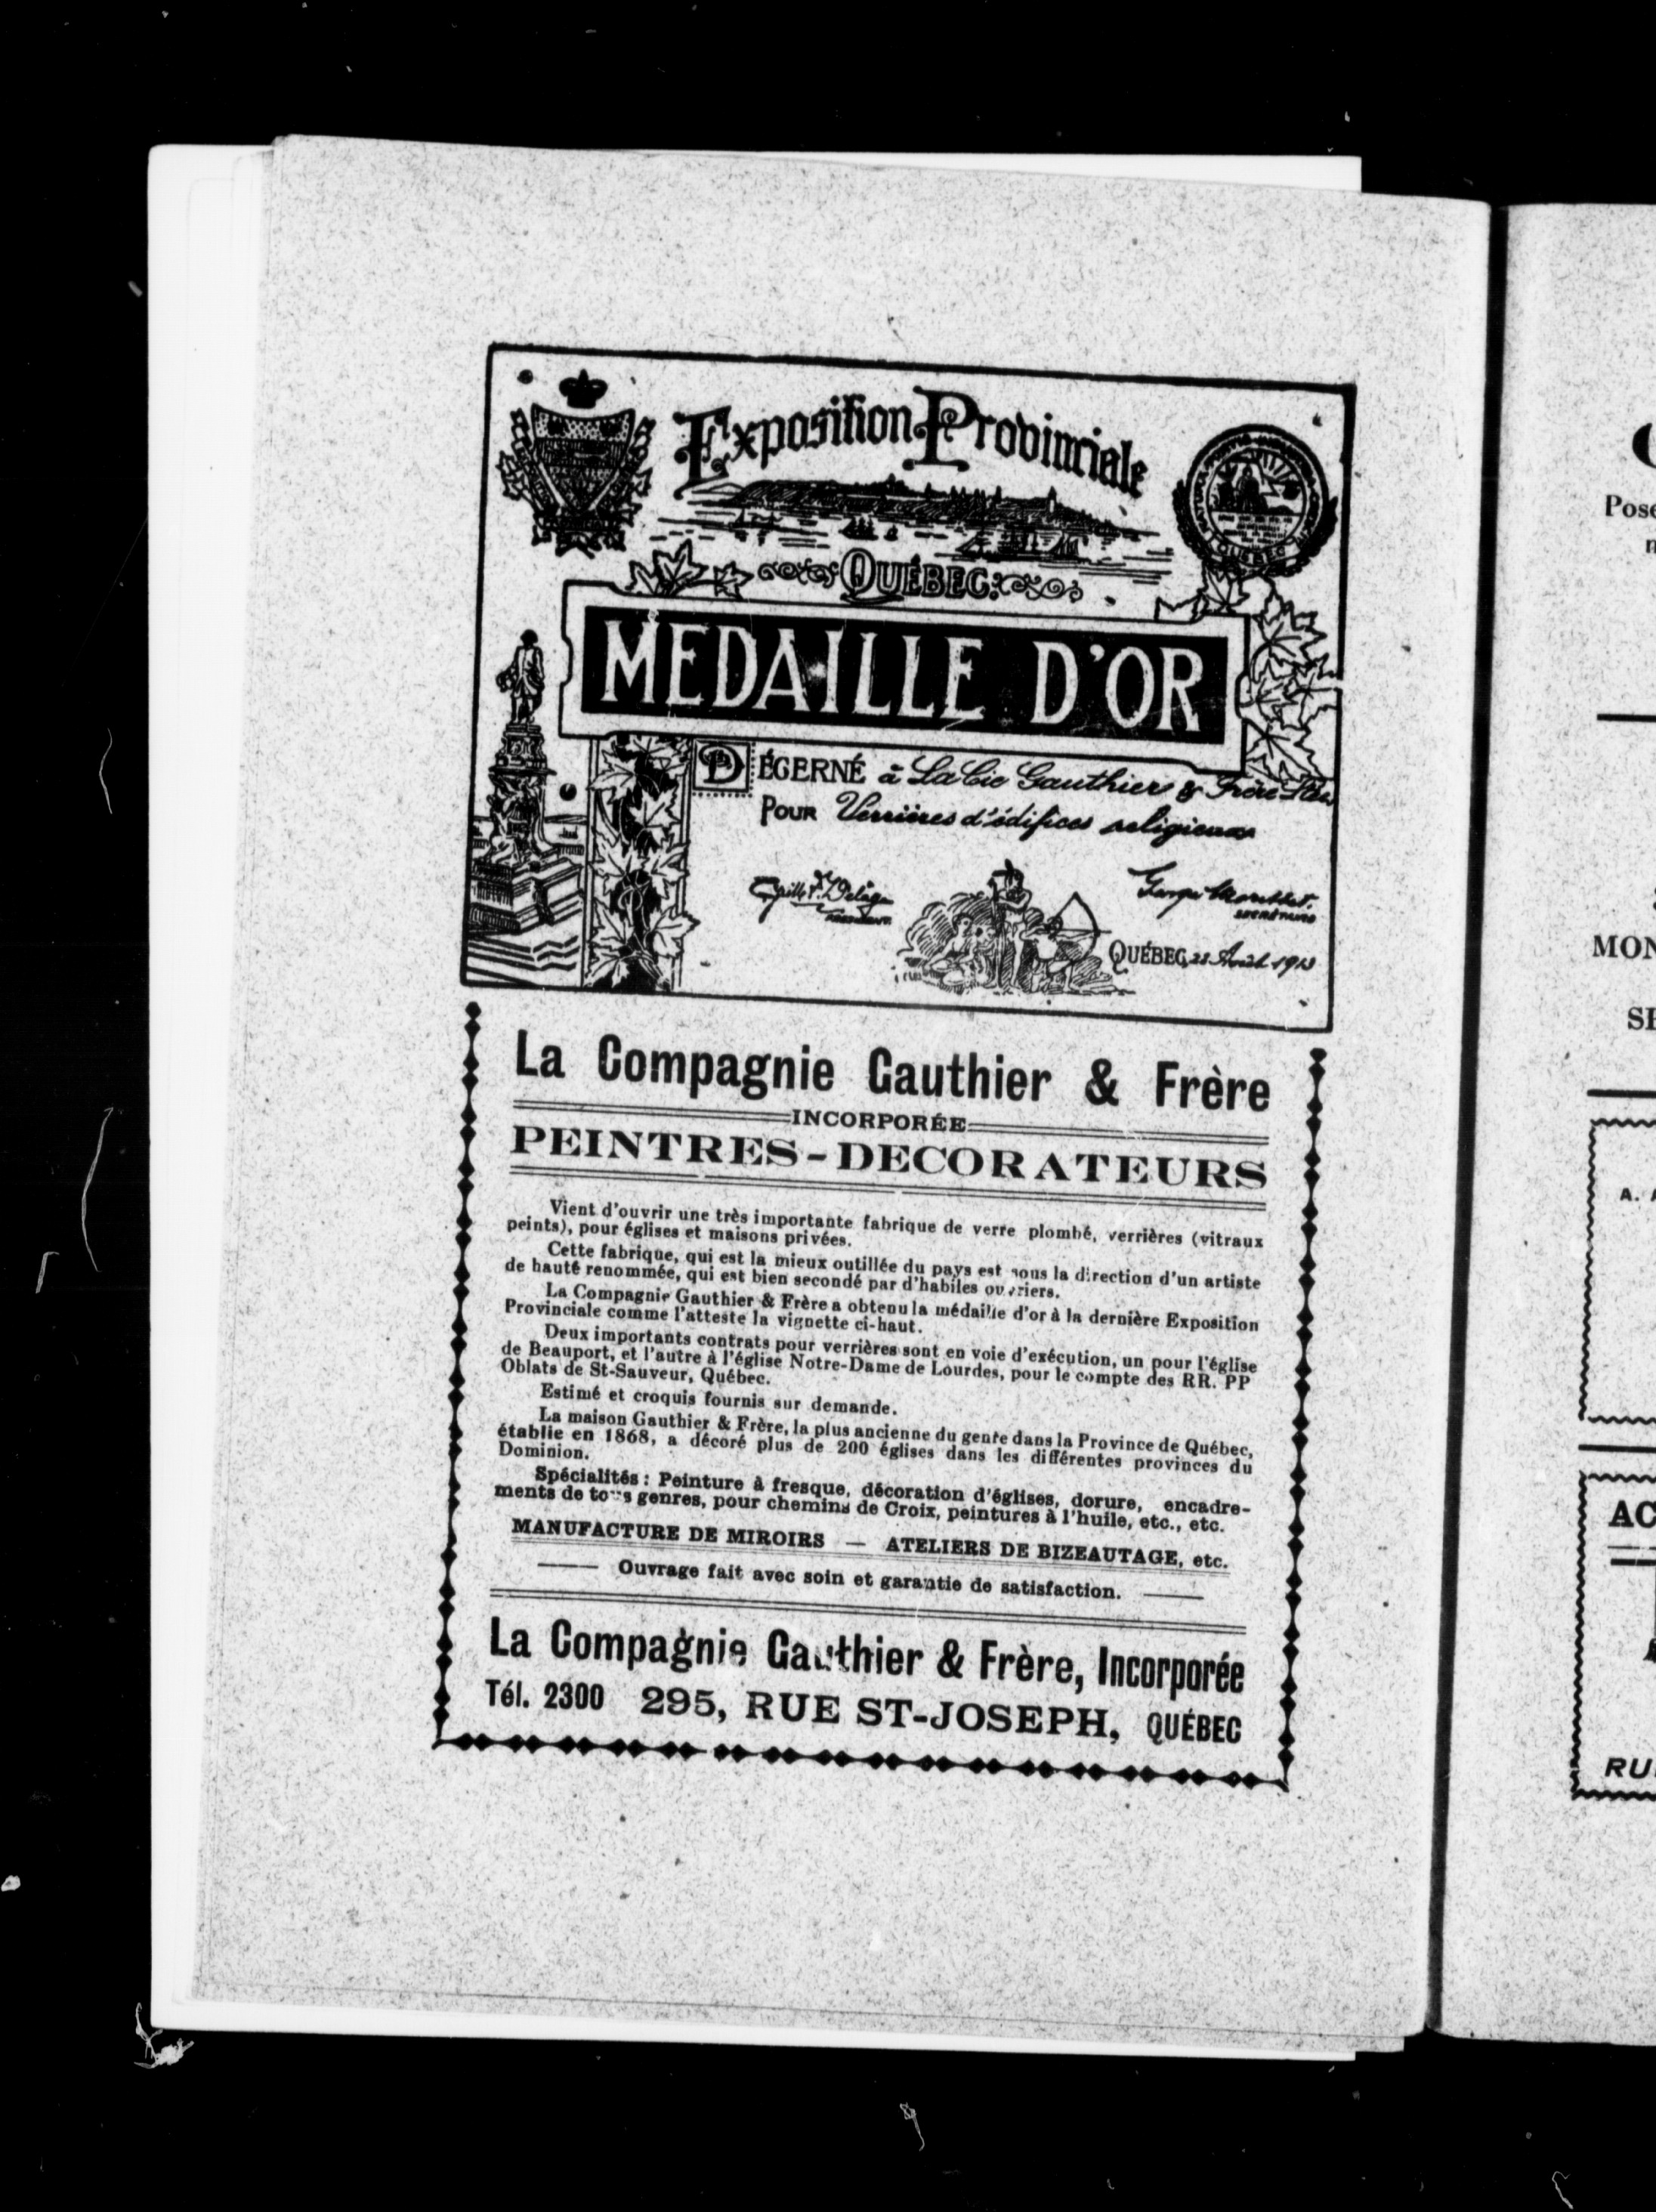 Exposition Provinciale
QUÉBEC
MEDAILLE D'OR
DÉCERNÉ à La Cie Gauthier & Frère Ltée
POUR Verrières d'édifices religieux
QUÉBEC, 28 Août 1913
La Compagnie Gauthier & Frère
INCORPORÉE
PEINTRES-DECORATEURS
Vient d'ouvrir une très importante fabrique de verre plombé, verrières (vitraux
peints), pour églises et maisons privées.
Cette fabrique, qui est la mieux outillée du pays est sous la direction d'un artiste
de hauté renommée, qui est bien secondé par d'habiles ouvriers.
La Compagnie Gauthier & Frère a obtenu la médaille d'or à la dernière Exposition
Provinciale comme l'atteste la vignette ci-haut.
Deux importants contrats pour verrières sont en voie d'exécution, un pour l'église
de Beauport, et l'autre à l'église Notre-Dame de Lourdes, pour le compte des RR. PP
Oblats de St-Sauveur, Québec.
Estimé et croquis fournis sur demande.
La maison Gauthier & Frère, la plus ancienne du genre dans la Province de Québec,
établie en 1868, a décoré plus de 200 églises dans les différentes provinces du
Dominion.
Spécialités : Peinture à fresque, décoration d'églises, dorure, encadre-
ments de tous genres, pour chemins de Croix, peintures à l'huile, etc., etc.
MANUFACTURE DE MIROIRS — ATELIERS DE BIZEAUTAGE, etc.
Ouvrage fait avec soin et garantie de satisfaction.
La Compagnie Gauthier & Frère, Incorporée
Tél. 2300 295, RUE ST-JOSEPH, QUÉBEC
Pose
MON
SE
A. A
AC
RU